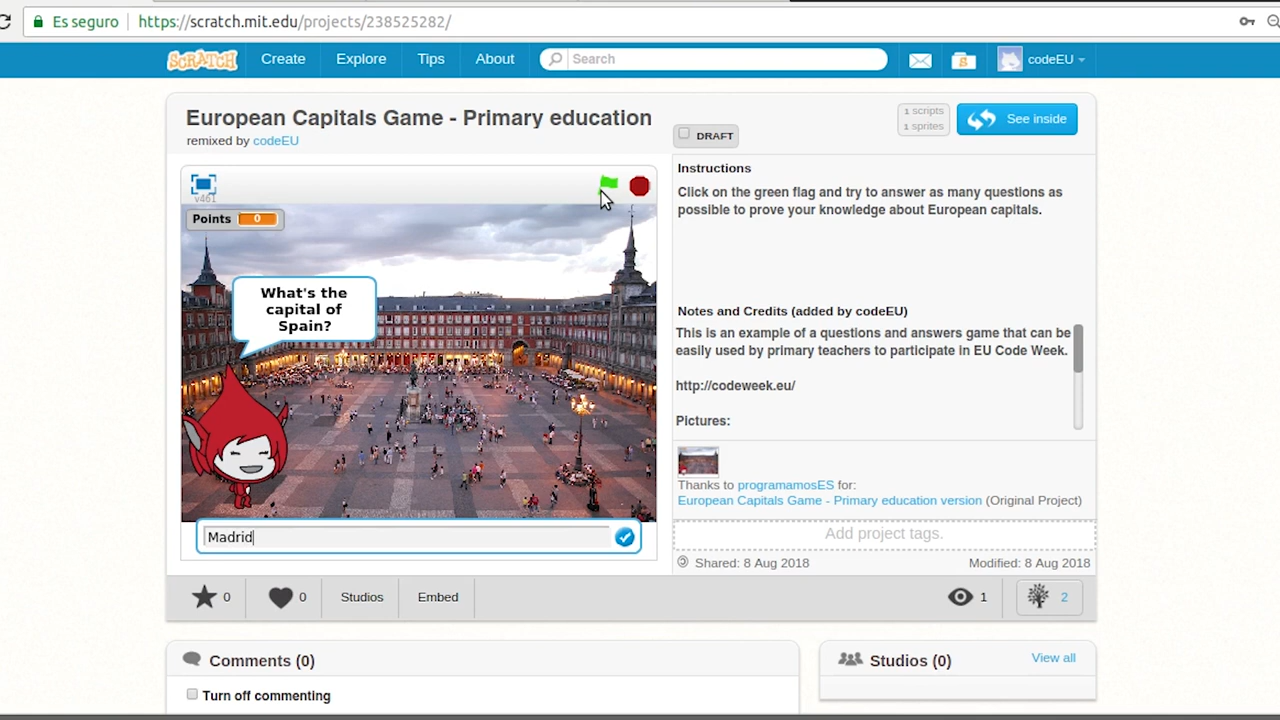 Es seguro
https://scratch.mit.edu/projects/238525282/
SCRATCH
Create
Explore
Tips
About
Search
S
codeEU
European Capitals Game - Primary education
remixed by codeEU
DRAFT
1 scripts
1 sprites
See inside
v461
Points 0
What's the
capital of
Spain?
Madrid
Instructions
Click on the green flag and try to answer as many questions as
possible to prove your knowledge about European capitals.
Notes and Credits (added by codeEU)
This is an example of a questions and answers game that can be
easily used by primary teachers to participate in EU Code Week.
http://codeweek.eu/
Pictures:
Thanks to programamosES for:
European Capitals Game - Primary education version (Original Project)
Add project tags.
Shared: 8 Aug 2018
Modified: 8 Aug 2018
0
0
Studios
Embed
1
2
Comments (0)
Turn off commenting
Studios (0)
View all